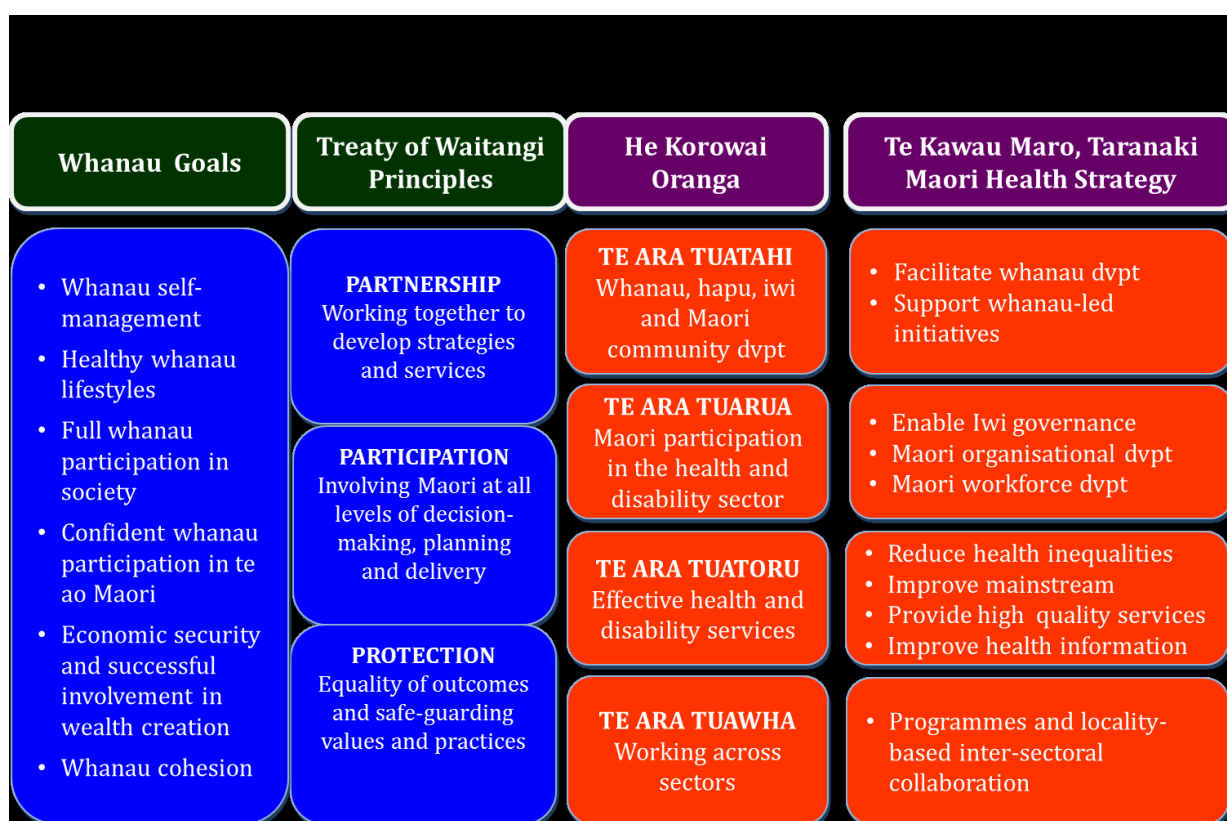 Whanau Goals
Treaty of Waitangi
Principles
He Korowai
Oranga
Te Kawau Maro, Taranaki
Maori Health Strategy
• Whanau self-
management
• Healthy whanau
lifestyles
• Full whanau
participation in
society
• Confident whanau
participation in te
ao Maori
• Economic security
and successful
involvement in
wealth creation
• Whanau cohesion
PARTNERSHIP
Working together to
develop strategies
and services
PARTICIPATION
Involving Maori at all
levels of decision-
making, planning
and delivery
PROTECTION
Equality of outcomes
and safe-guarding
values and practices
TE ARA TUATAHI
Whanau, hapu, iwi
and Maori
community dvpt
TE ARA TUARUA
Maori participation
in the health and
disability sector
TE ARA TUATORU
Effective health and
disability services
TE ARA TUAWHA
Working across
sectors
• Facilitate whanau dvpt
• Support whanau-led
initiatives
• Enable Iwi governance
• Maori organisational dvpt
• Maori workforce dvpt
• Reduce health inequalities
• Improve mainstream
• Provide high quality services
• Improve health information
• Programmes and locality-
based inter-sectoral
collaboration